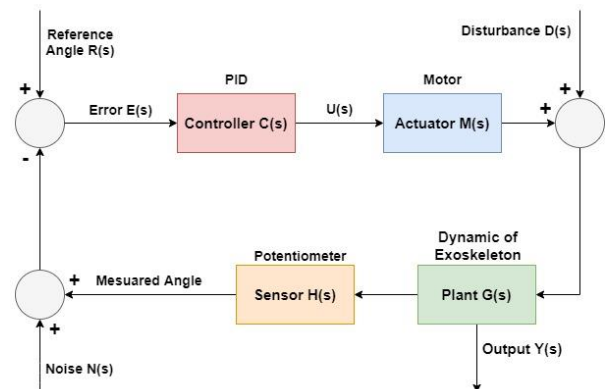 Reference
Angle R(s)
Disturbance D(s)
+
PID
Motor
+
Error E(s)
Controller C(s)
U(s)
Actuator M(s)
+
-
Dynamic of
Exoskeleton
Potentiometer
+
Mesuared Angle
Sensor H(s)
Plant G(s)
+
Output Y(s)
Noise N(s)